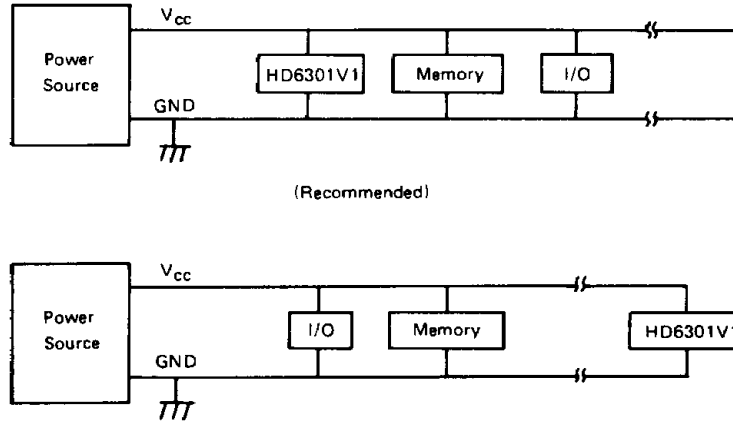 Vcc
Power
Source
HD6301V1
Memory
I/O
GND
(Recommended)
Vcc
Power
Source
I/O
Memory
HD6301V1
GND